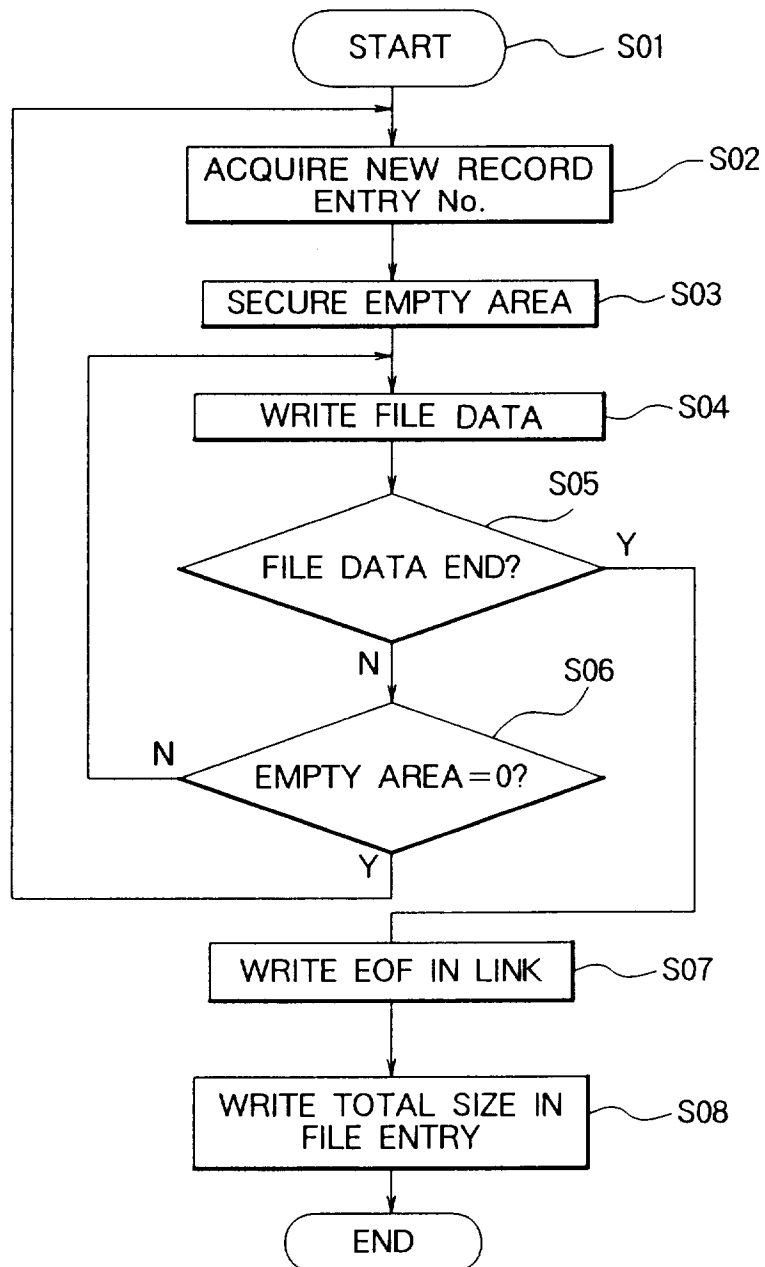 START
S01
ACQUIRE NEW RECORD
ENTRY No.
S02
SECURE EMPTY AREA
S03
WRITE FILE DATA
S04
S05
FILE DATA END?
Y
N
S06
N
EMPTY AREA=0?
Y
WRITE EOF IN LINK
S07
WRITE TOTAL SIZE IN
FILE ENTRY
S08
END